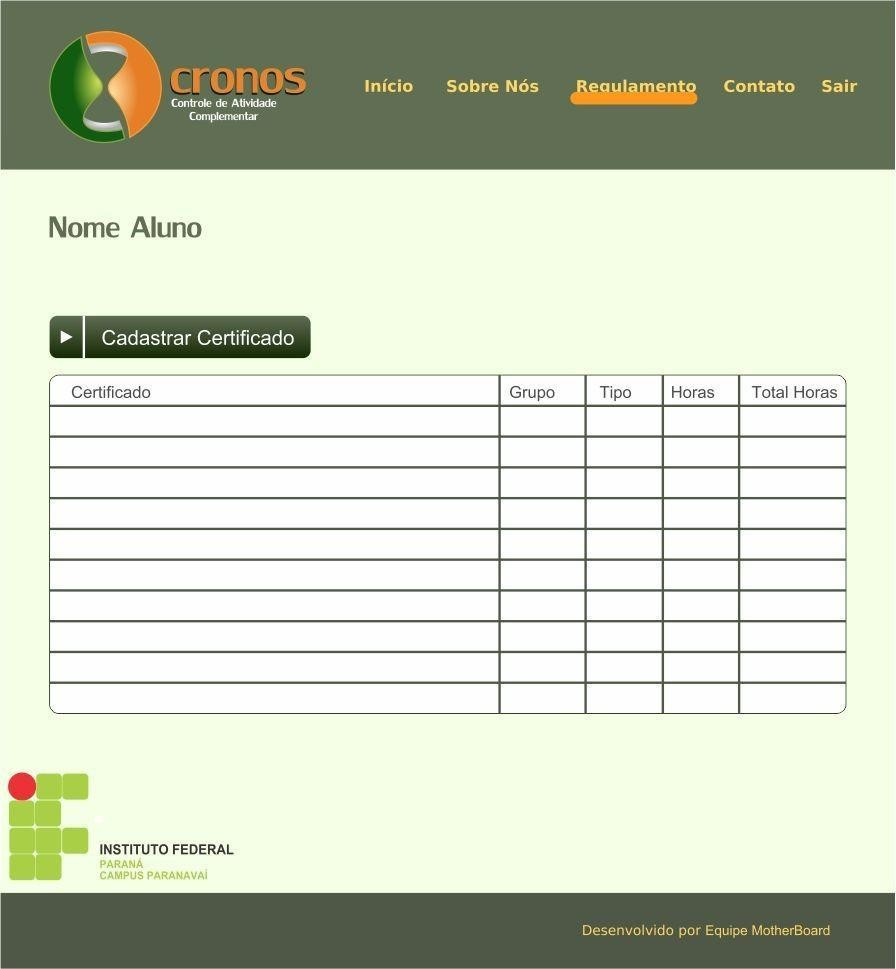 cronos
Controle de Atividade
Complementar
Início Sobre Nós Regulamento Contato Sair
Nome Aluno
Cadastrar Certificado
Certificado Grupo Tipo Horas Total Horas
INSTITUTO FEDERAL
PARANÁ
CAMPUS PARANAVAÍ
Desenvolvido por Equipe MotherBoard